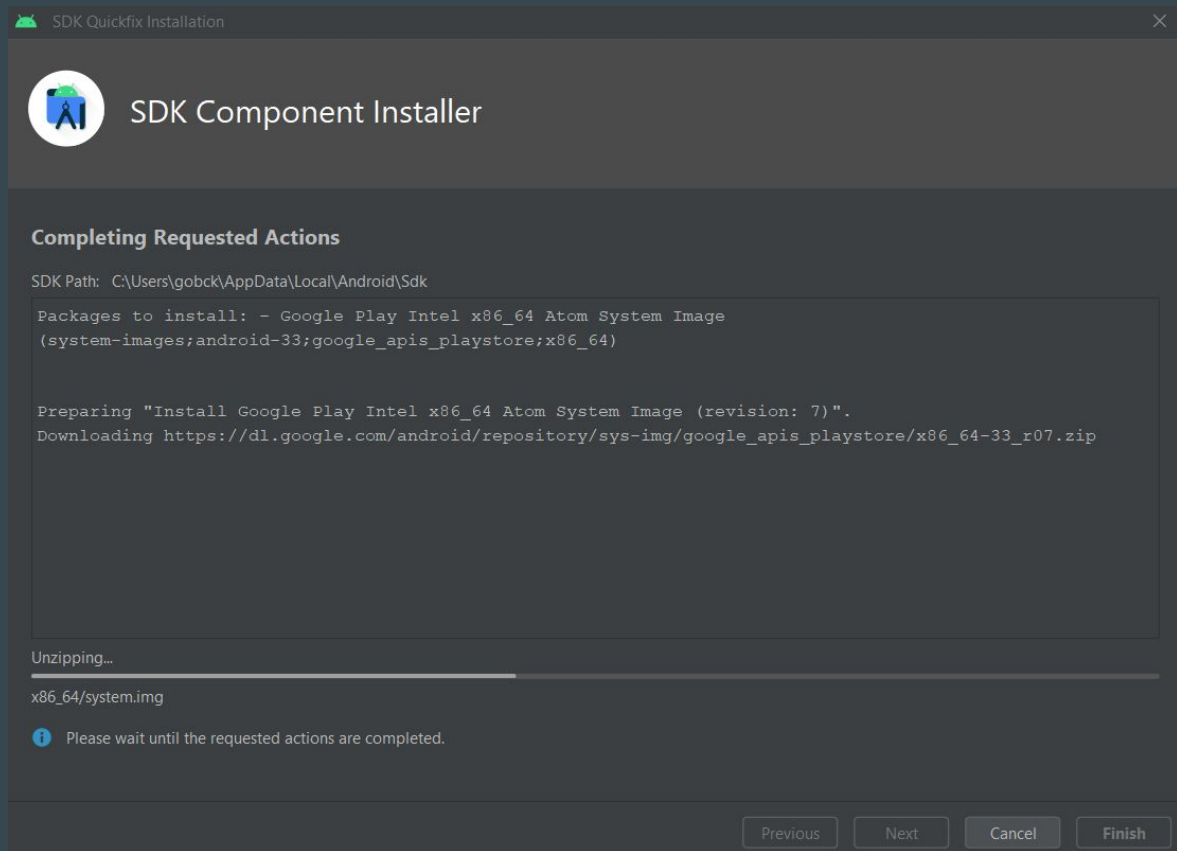 SDK Quickfix Installation
SDK Component Installer
Completing Requested Actions
SDK Path: C:\Users\gobck\AppData\Local\Android\Sdk
Packages to install: - Google Play Intel x86_64 Atom System Image
(system-images;android-33;google_apis_playstore;x86_64)
Preparing "Install Google Play Intel x86_64 Atom System Image (revision: 7)".
Downloading https://dl.google.com/android/repository/sys-img/google_apis_playstore/x86_64-33_r07.zip
Unzipping...
x86_64/system.img
Please wait until the requested actions are completed.
Previous Next Cancel Finish